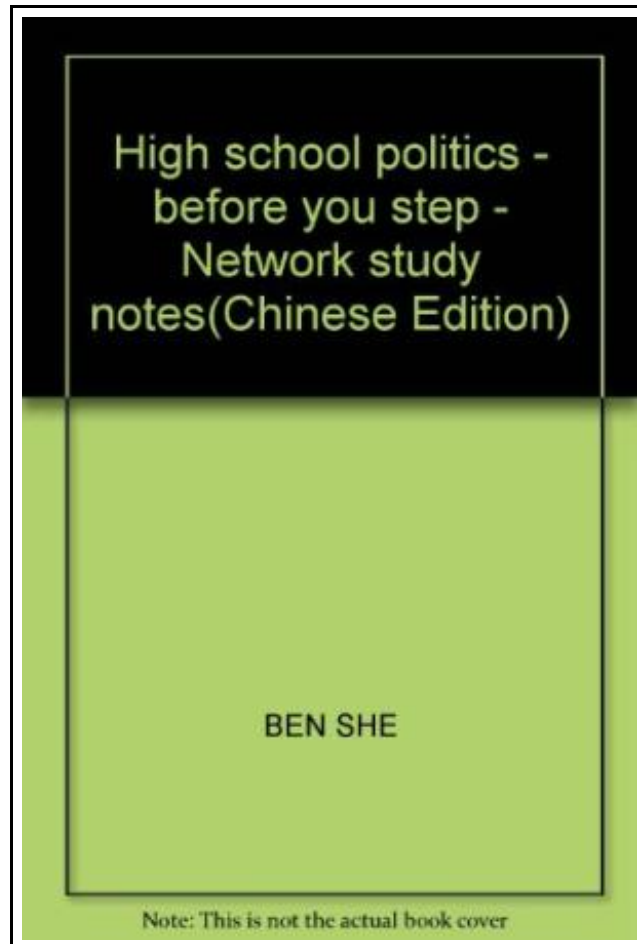 High school politics -
before you step -
Network study
notes(Chinese Edition)
BEN SHE
Note: This is not the actual book cover